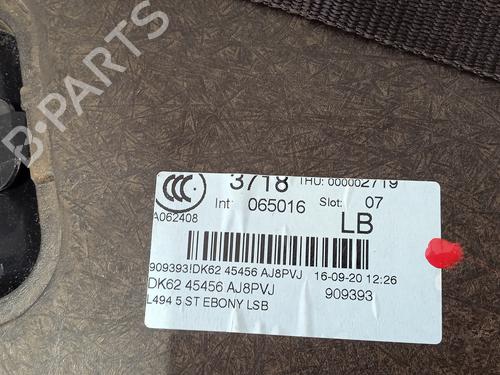 B-PARTS
CCC
A062408
3718 THU: 000002719
Int: 065016 Slot: 07
LB
909393!DK62 45456 AJ8PVJ 16-09-20 12:26
DK62 45456 AJ8PVJ 909393
L494 5 ST EBONY LSB